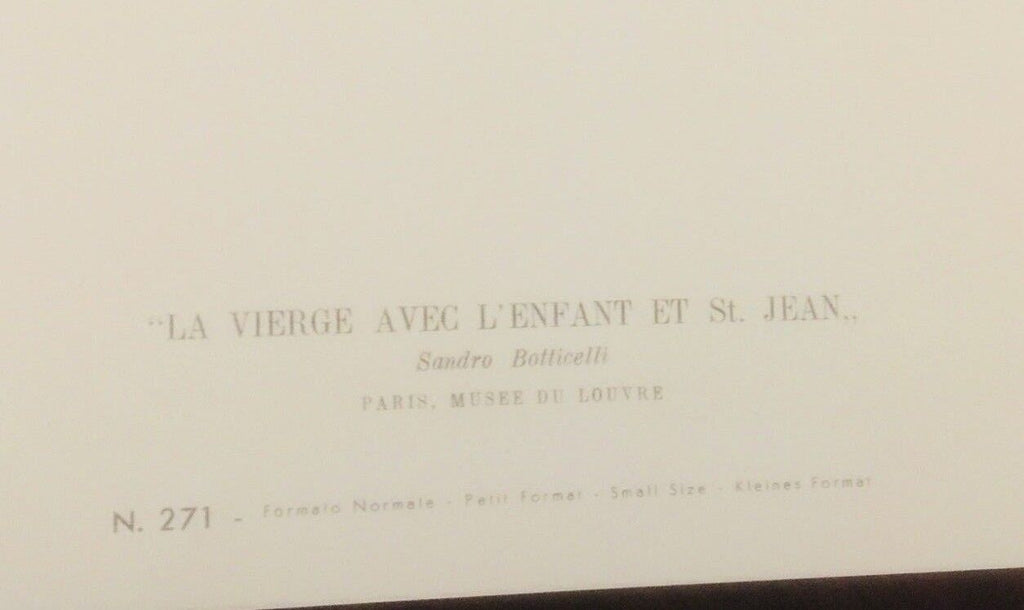 “LA VIERGE AVEC L'ENFANT ET St. JEAN„
Sandro Botticelli
PARIS, MUSEE DU LOUVRE
N. 271 - Formato Normale - Petit Format - Small Size - Kleines Format